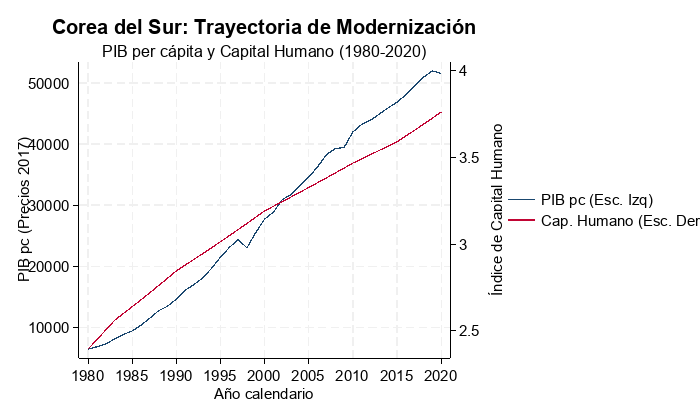 Corea del Sur: Trayectoria de Modernización
PIB per cápita y Capital Humano (1980-2020)
PIB pc (Precios 2017)
50000
40000
30000
20000
10000
4
3.5
3
2.5
Índice de Capital Humano
PIB pc (Esc. Izq)
Cap. Humano (Esc. Der
1980 1985 1990 1995 2000 2005 2010 2015 2020
Año calendario